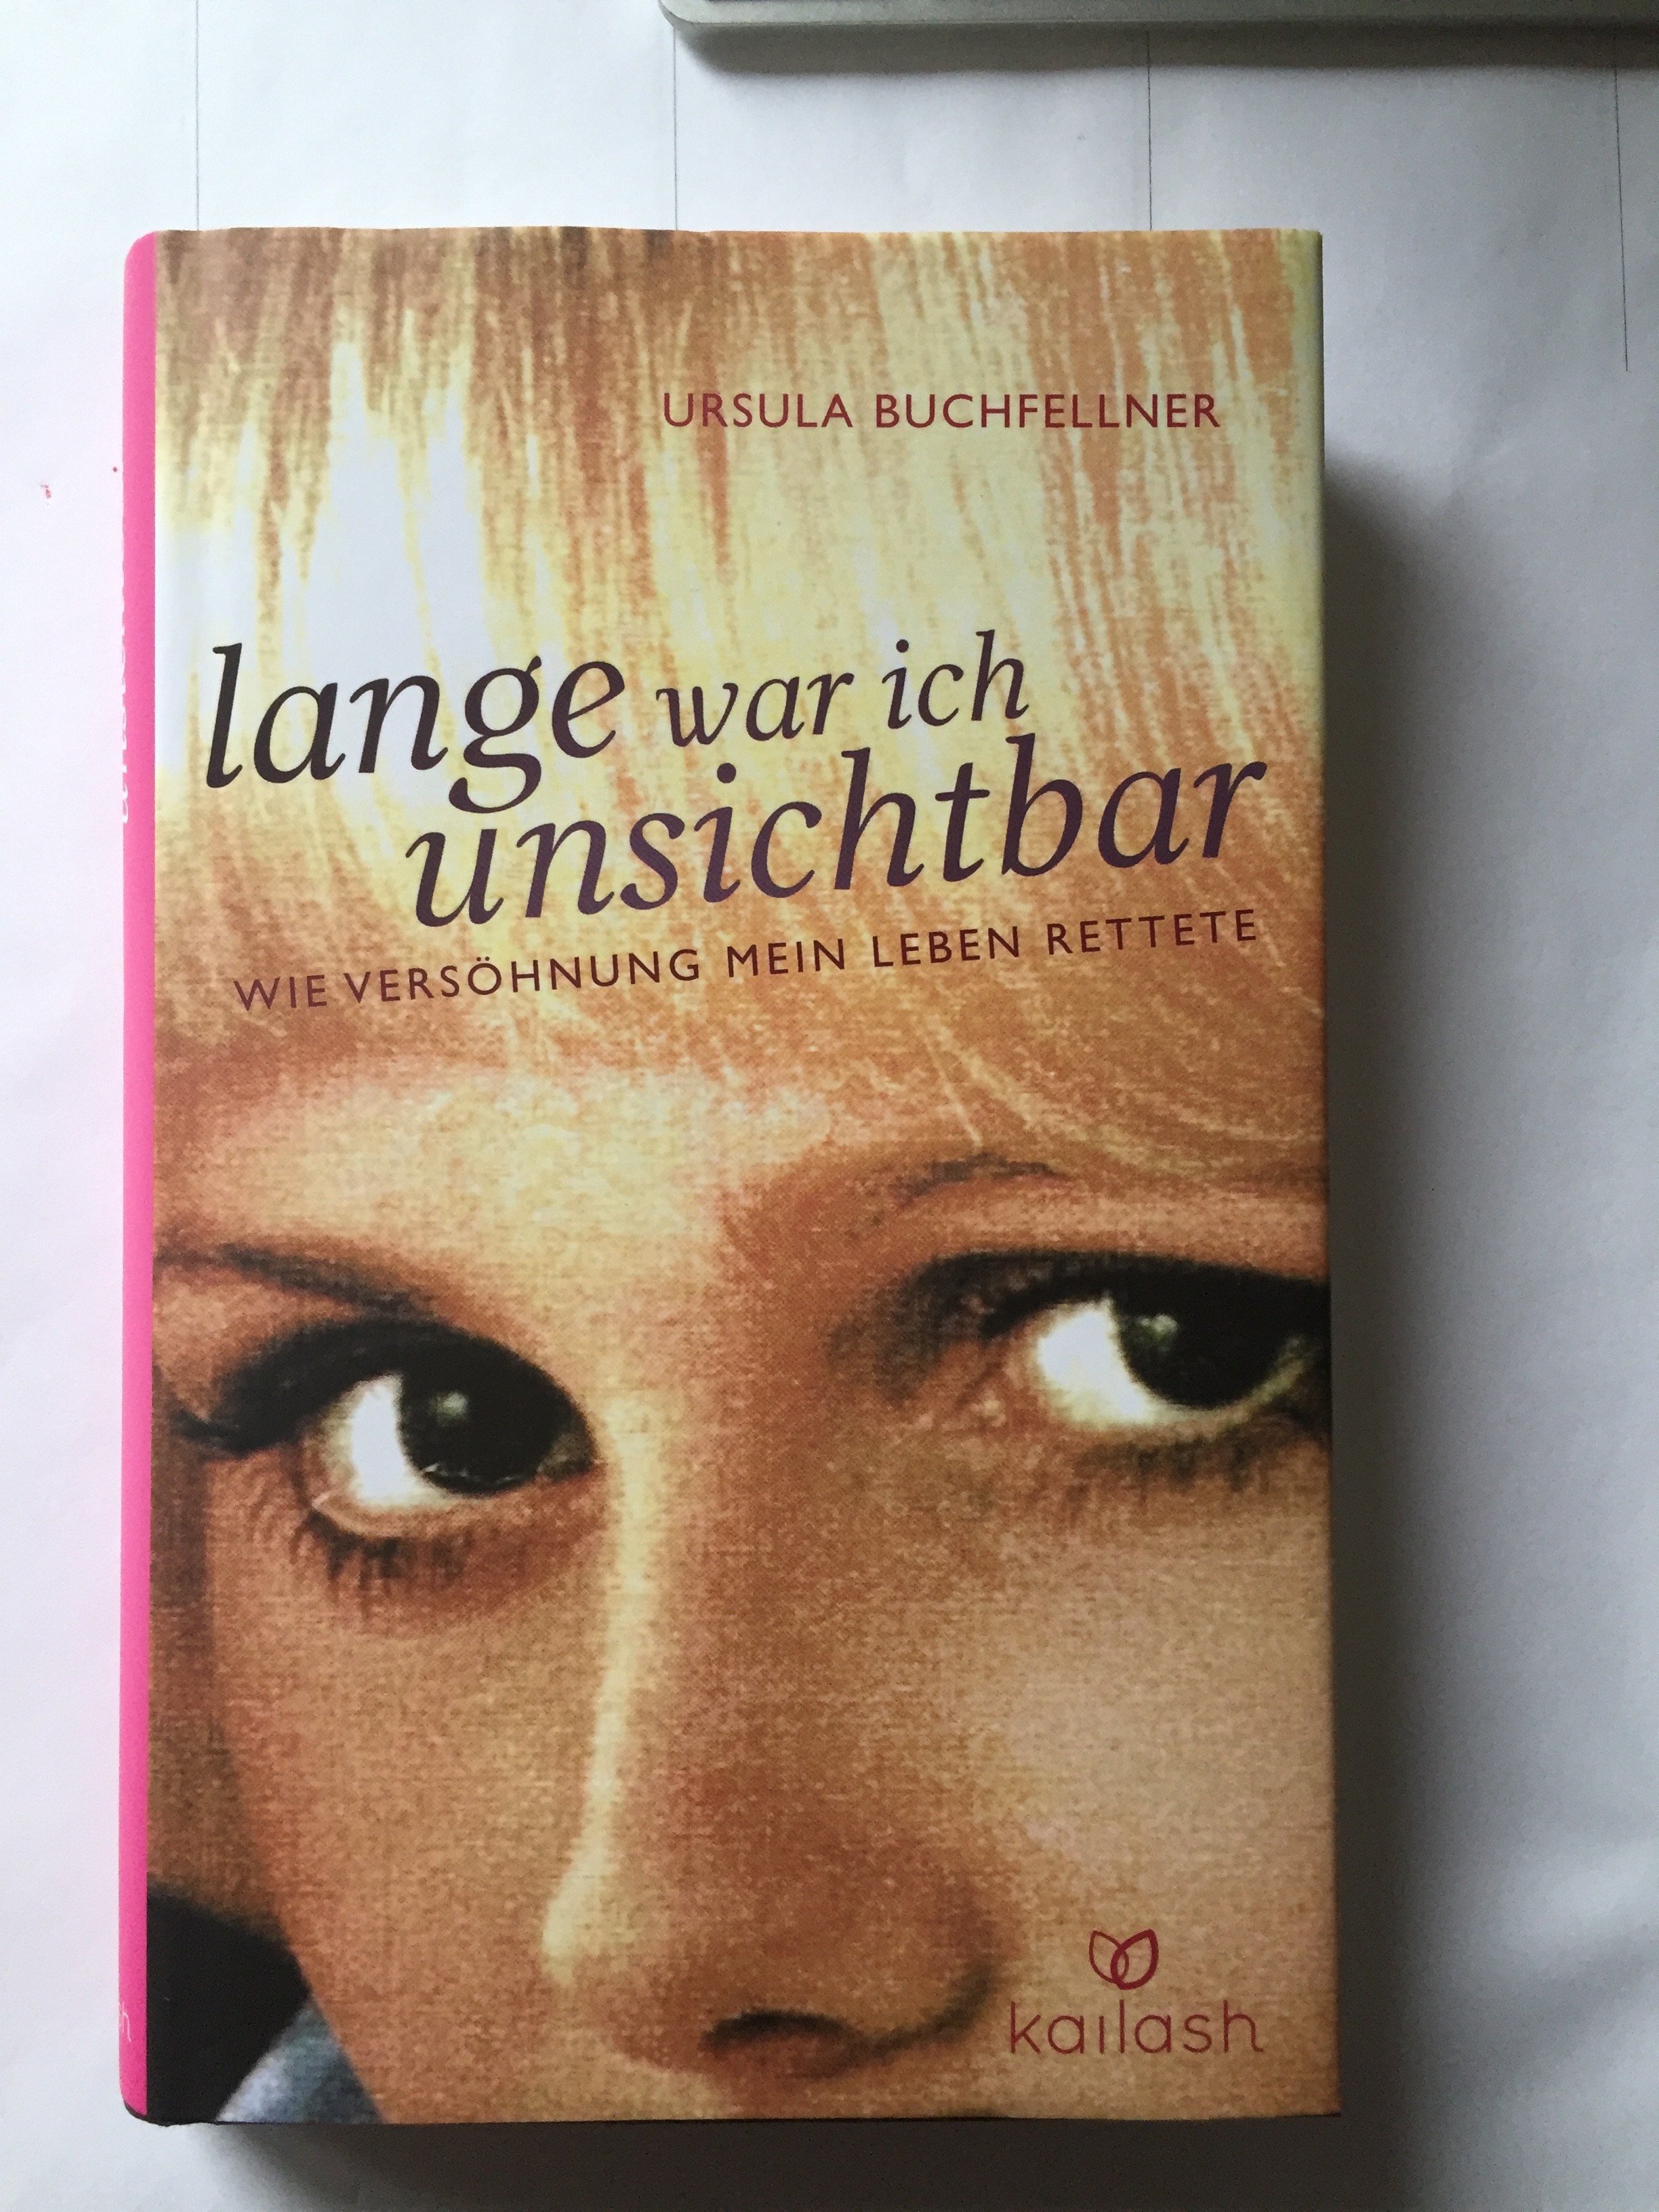 URSULA BUCHFELLNER
lange war ich
unsichtbar
WIE VERSÖHNUNG MEIN LEBEN RETTETE
kailash